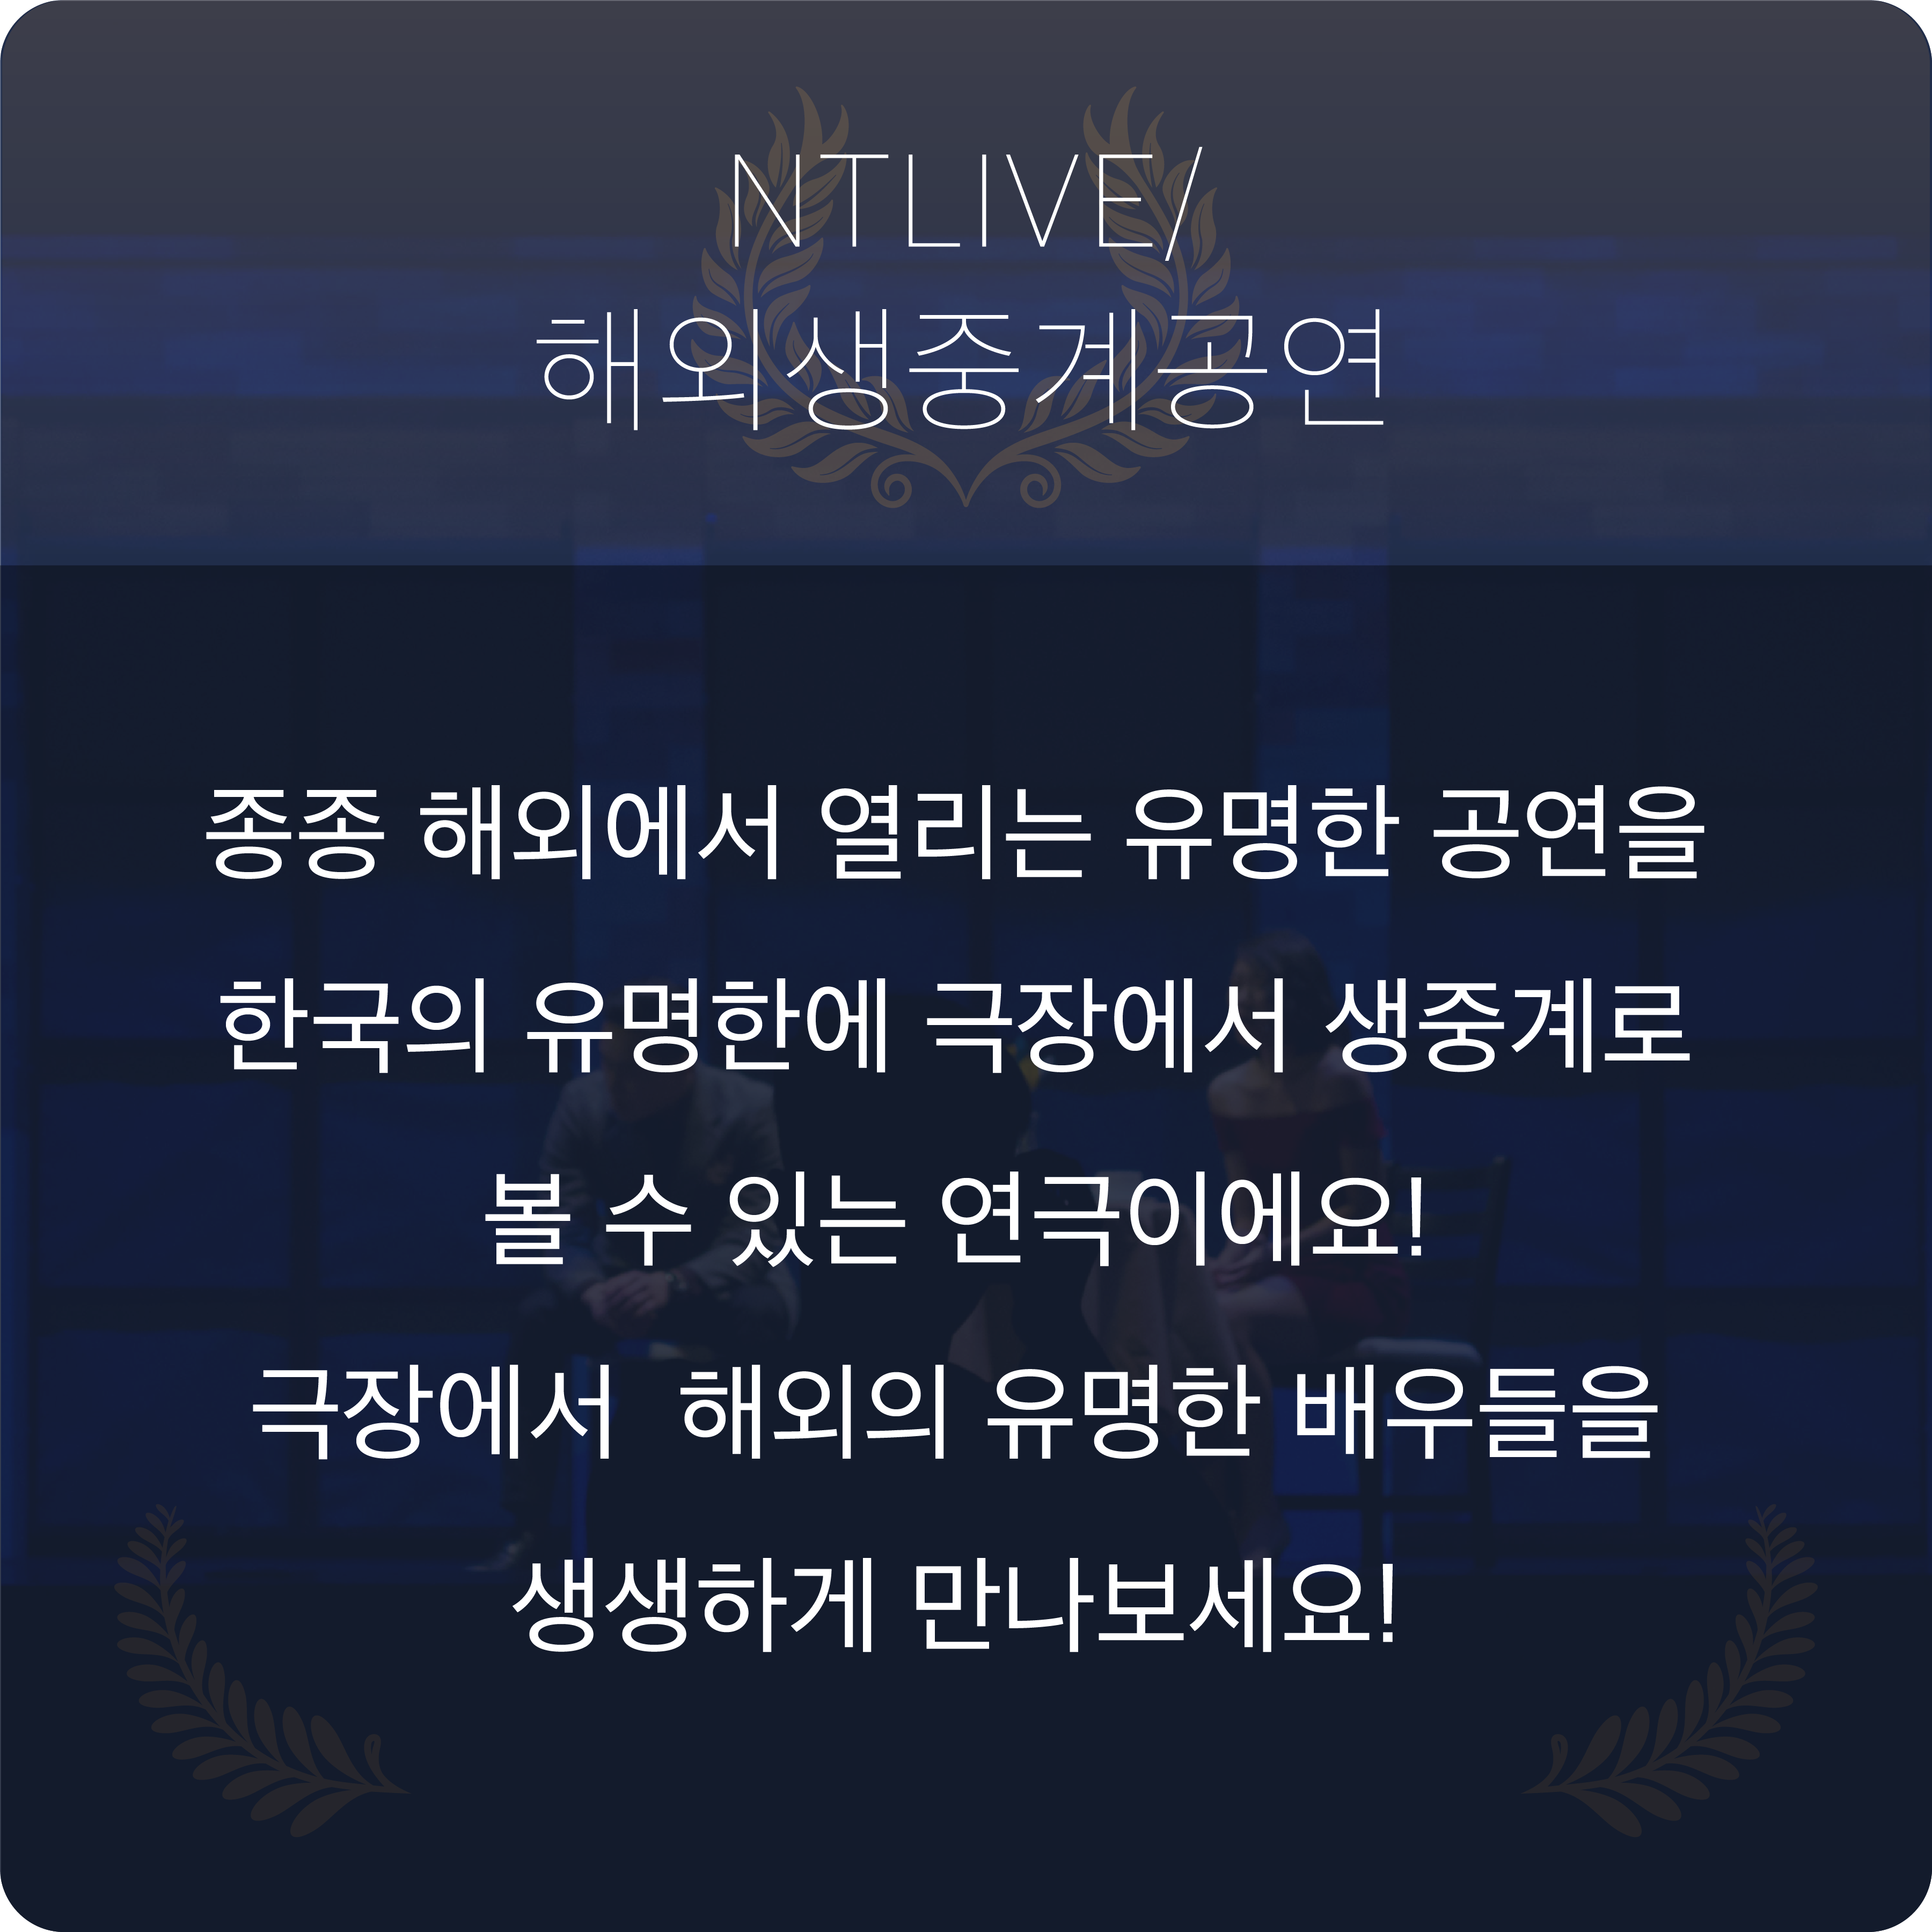 NTLIVE/
해외생중계공연
종종 해외에서 열리는 유명한 공연을
한국의 유명한에 극장에서 생중계로
볼 수 있는 연극이에요!
극장에서 해외의 유명한 배우들을
생생하게 만나보세요!